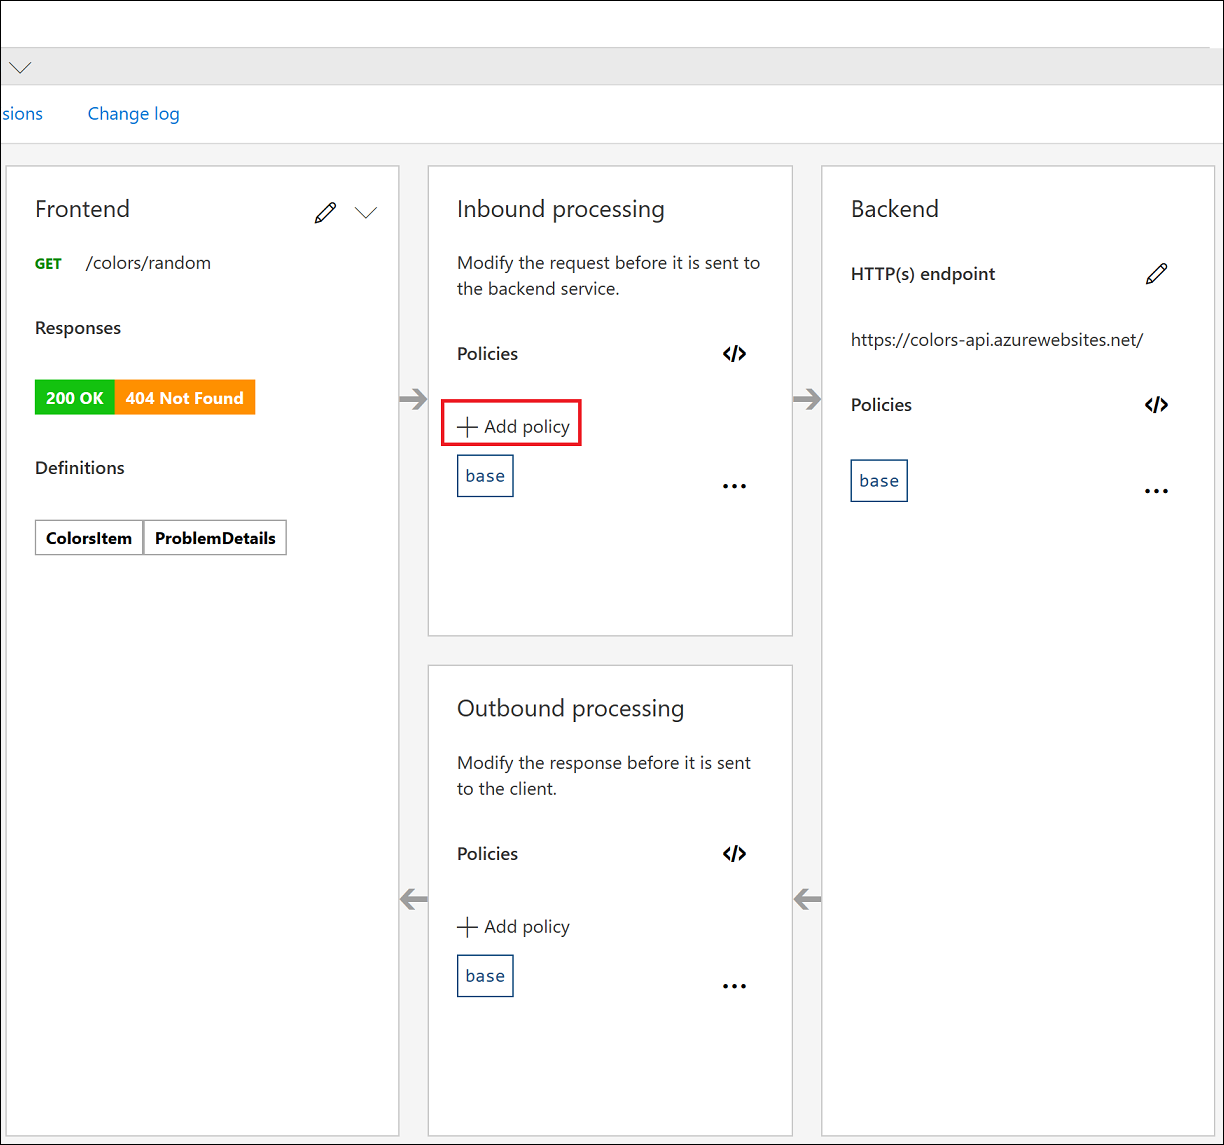 sions
Change log
Frontend
GET /colors/random
Responses
200 OK 404 Not Found
Definitions
ColorsItem ProblemDetails
Inbound processing
Modify the request before it is sent to
the backend service.
Policies </>
+ Add policy
base ...
Outbound processing
Modify the response before it is sent
to the client.
Policies </>
+ Add policy
base ...
Backend
HTTP(s) endpoint
https://colors-api.azurewebsites.net/
Policies </>
base ...